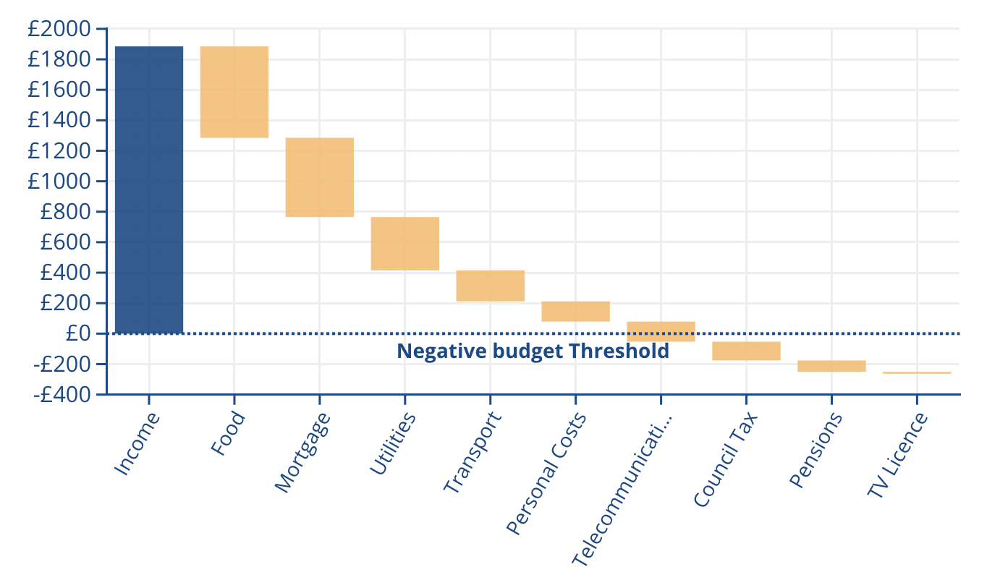 £2000
£1800
£1600
£1400
£1200
£1000
£800
£600
£400
£200
£0
-£200
-£400
Negative budget Threshold
Income
Food
Mortgage
Utilities
Transport
Personal Costs
Telecommunicati...
Council Tax
Pensions
TV Licence